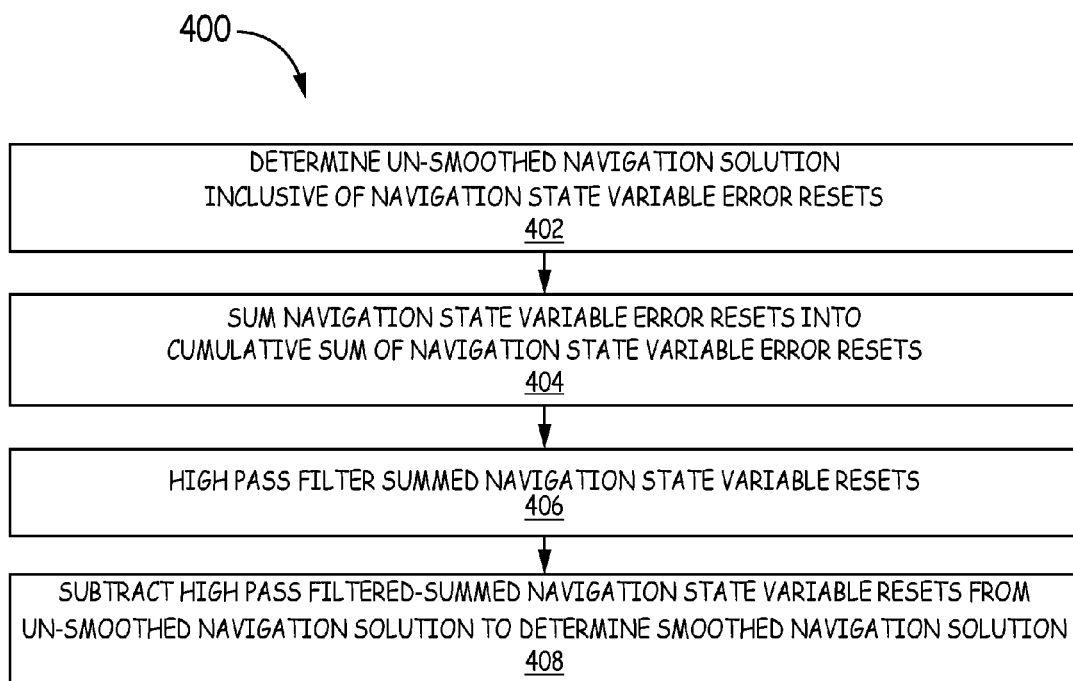 400
DETERMINE UN-SMOOTHED NAVIGATION SOLUTION
INCLUSIVE OF NAVIGATION STATE VARIABLE ERROR RESETS
402
SUM NAVIGATION STATE VARIABLE ERROR RESETS INTO
CUMULATIVE SUM OF NAVIGATION STATE VARIABLE ERROR RESETS
404
HIGH PASS FILTER SUMMED NAVIGATION STATE VARIABLE RESETS
406
SUBTRACT HIGH PASS FILTERED-SUMMED NAVIGATION STATE VARIABLE RESETS FROM
UN-SMOOTHED NAVIGATION SOLUTION TO DETERMINE SMOOTHED NAVIGATION SOLUTION
408